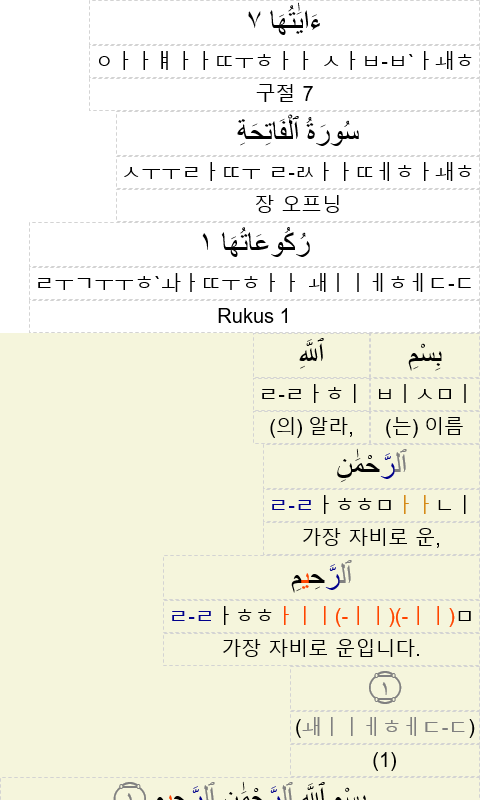 ءَايَٰتُهَا ٧
ㅇㅏㅏㅒㅏㅏㄸㅜㅎㅏㅏ ㅅㅏㅂ-ㅂ`ㅏㅙㅎ
구절 7
سُورَةُ ٱلْفَاتِحَةِ
ㅅㅜㅜㄹㅏㄸㅜ ㄹ-ㄽㅏㅏㄸㅔㅎㅏㅙㅎ
장 오프닝
رُكُوعَاتُهَا ١
ㄹㅜㄱㅜㅜㅎ`ㅘㅏㄸㅜㅎㅏㅏ ㅙㅣㅣㅔㅎㅔㄷ-ㄷ
Rukus 1
بِسْمِ ٱللَّهِ
ㅂㅣㅅㅁㅣ ㄹ-ㄹㅏㅎㅣ
(는) 이름 (의) 알라,
ٱلرَّحْمَٰنِ
ㄹ-ㄹㅏㅎㅎㅁㅏㅏㄴㅣ
가장 자비로 운,
ٱلرَّحِيمِ
ㄹ-ㄹㅏㅎㅎㅏㅣㅣ(-ㅣㅣ)(-ㅣㅣ)ㅁ
가장 자비로 운입니다.
١
(ㅙㅣㅣㅔㅎㅔㄷ-ㄷ)
(1)
بِسْمِ ٱللَّهِ ٱلرَّحْمَٰنِ ٱلرَّحِيمِ ١